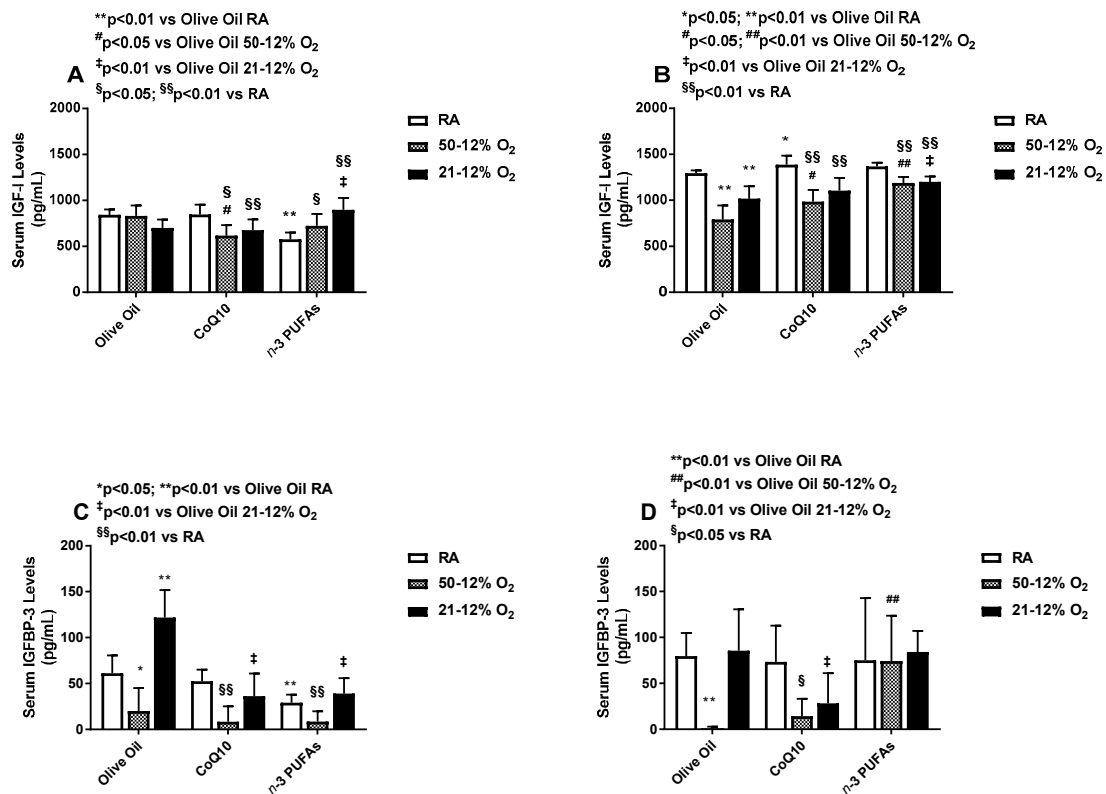 **p<0.01 vs Olive Oil RA
#p<0.05 vs Olive Oil 50-12% O₂
‡p<0.01 vs Olive Oil 21-12% O₂
§p<0.05; §§p<0.01 vs RA
A
Serum IGF-I Levels
(pg/mL)
2000
1500
1000
500
0
§
#
§§
**
§
§§
‡
Olive Oil
CoQ10
n-3 PUFAs
RA
50-12% O₂
21-12% O₂
*p<0.05; **p<0.01 vs Olive Oil RA
#p<0.05; ##p<0.01 vs Olive Oil 50-12% O₂
‡p<0.01 vs Olive Oil 21-12% O₂
§§p<0.01 vs RA
B
Serum IGF-I Levels
(pg/mL)
2000
1500
1000
500
0
**
**
*
§§
#
§§
§§
##
§§
‡
Olive Oil
CoQ10
n-3 PUFAs
RA
50-12% O₂
21-12% O₂
*p<0.05; **p<0.01 vs Olive Oil RA
‡p<0.01 vs Olive Oil 21-12% O₂
§§p<0.01 vs RA
C
Serum IGFBP-3 Levels
(pg/mL)
200
150
100
50
0
*
**
§§
‡
**
§§
‡
Olive Oil
CoQ10
n-3 PUFAs
RA
50-12% O₂
21-12% O₂
**p<0.01 vs Olive Oil RA
##p<0.01 vs Olive Oil 50-12% O₂
‡p<0.01 vs Olive Oil 21-12% O₂
§p<0.05 vs RA
D
Serum IGFBP-3 Levels
(pg/mL)
200
150
100
50
0
**
§
‡
##
Olive Oil
CoQ10
n-3 PUFAs
RA
50-12% O₂
21-12% O₂